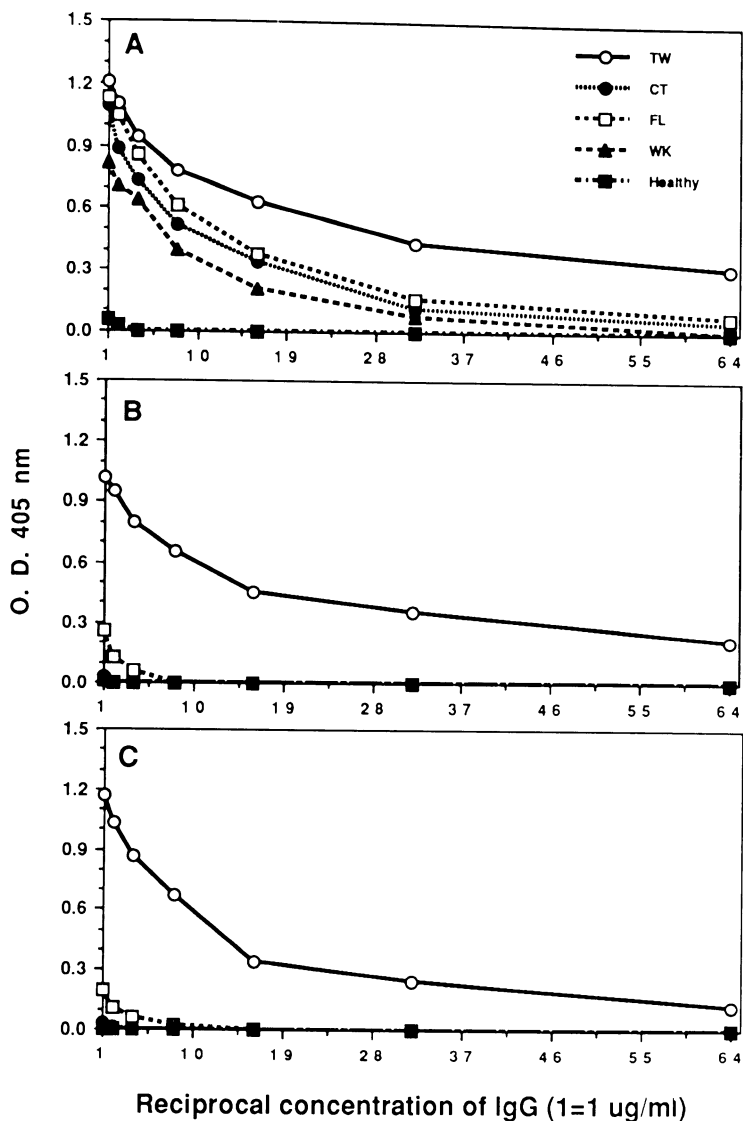 O. D. 405 nm
A
1.5
1.2
0.9
0.6
0.3
0.0
1 10 19 28 37 46 55 64
TW
CT
FL
WK
Healthy
B
1.5
1.2
0.9
0.6
0.3
0.0
1 10 19 28 37 46 55 64
C
1.5
1.2
0.9
0.6
0.3
0.0
1 10 19 28 37 46 55 64
Reciprocal concentration of IgG (1=1 ug/ml)